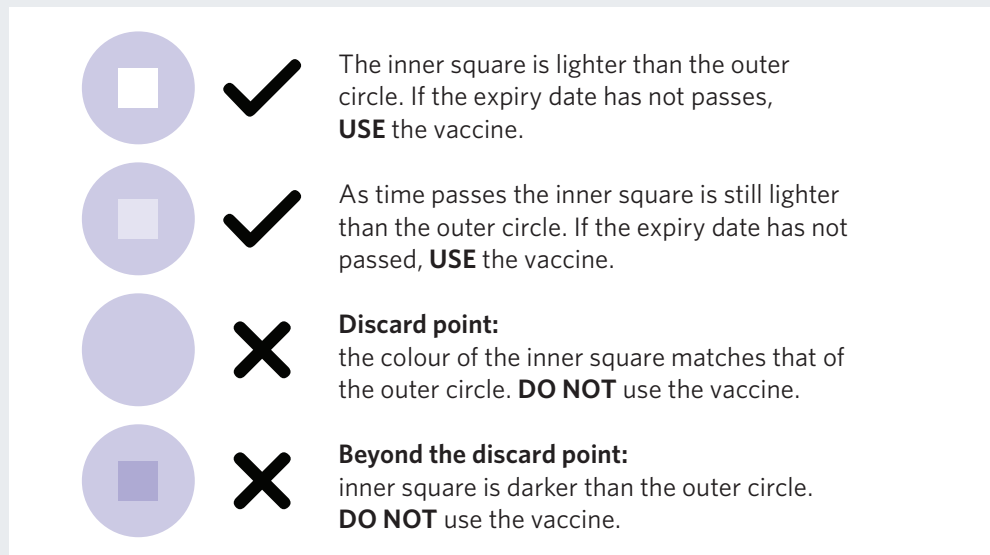 The inner square is lighter than the outer
circle. If the expiry date has not passes,
USE the vaccine.
As time passes the inner square is still lighter
than the outer circle. If the expiry date has not
passed, USE the vaccine.
Discard point:
the colour of the inner square matches that of
the outer circle. DO NOT use the vaccine.
Beyond the discard point:
inner square is darker than the outer circle.
DO NOT use the vaccine.